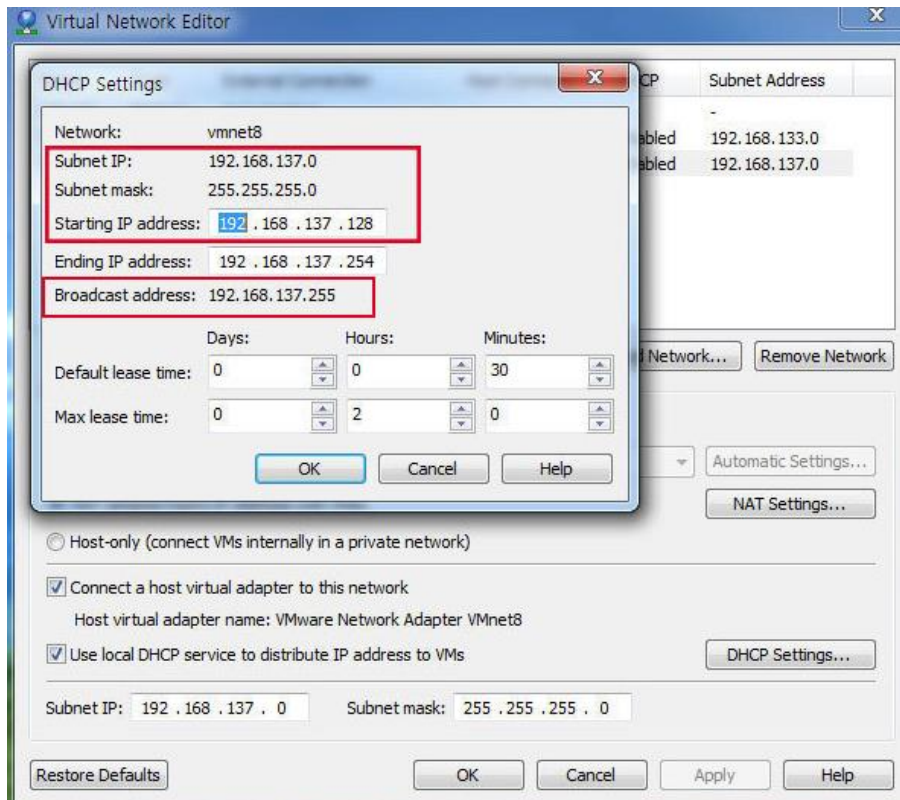 Virtual Network Editor
DHCP Settings
CP Subnet Address
-
abled 192.168.133.0
abled 192.168.137.0
Network: vmnet8
Subnet IP: 192.168.137.0
Subnet mask: 255.255.255.0
Starting IP address: 192 . 168 . 137 . 128
Ending IP address: 192 . 168 . 137 . 254
Broadcast address: 192.168.137.255
Days: Hours: Minutes:
Default lease time: 0 0 30
Max lease time: 0 2 0
OK Cancel Help
Network... Remove Network
Automatic Settings...
NAT Settings...
Host-only (connect VMs internally in a private network)
Connect a host virtual adapter to this network
Host virtual adapter name: VMware Network Adapter VMnet8
Use local DHCP service to distribute IP address to VMs
DHCP Settings...
Subnet IP: 192 . 168 . 137 . 0 Subnet mask: 255 . 255 . 255 . 0
Restore Defaults OK Cancel Apply Help